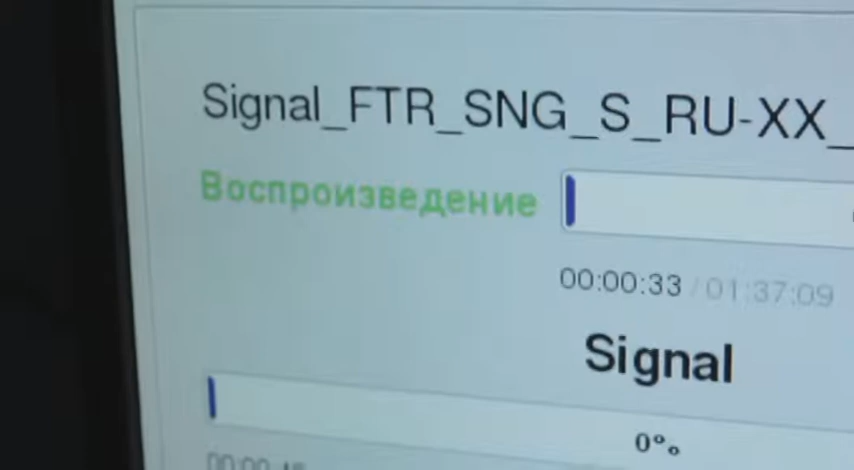 Signal_FTR_SNG_S_RU-XX_
Воспроизведение
00:00:33 / 01:37:09
Signal
0%